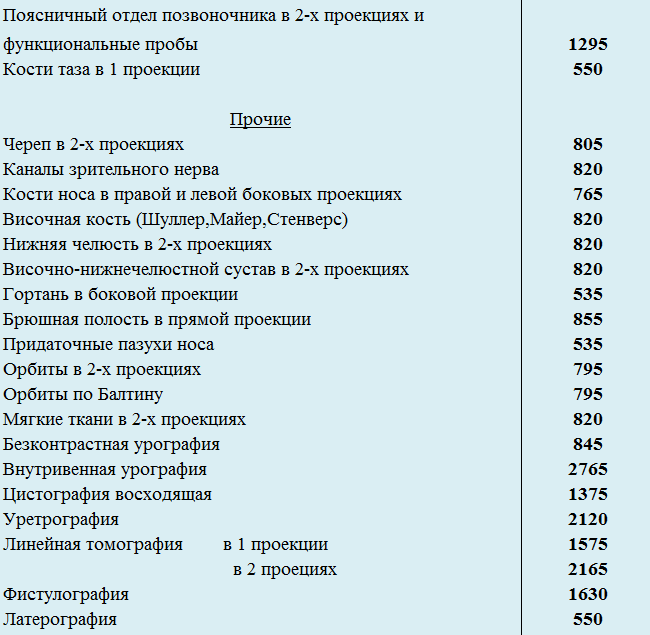 Поясничный отдел позвоночника в 2-х проекциях и
функциональные пробы 1295
Кости таза в 1 проекции 550
Прочие
Череп в 2-х проекциях 805
Каналы зрительного нерва 820
Кости носа в правой и левой боковых проекциях 765
Височная кость (Шуллер,Майер,Стенверс) 820
Нижняя челюсть в 2-х проекциях 820
Височно-нижнечелюстной сустав в 2-х проекциях 820
Гортань в боковой проекции 535
Брюшная полость в прямой проекции 855
Придаточные пазухи носа 535
Орбиты в 2-х проекциях 795
Орбиты по Балтину 795
Мягкие ткани в 2-х проекциях 820
Безконтрастная урография 845
Внутривенная урография 2765
Цистография восходящая 1375
Уретрография 2120
Линейная томография в 1 проекции 1575
в 2 проециях 2165
Фистулография 1630
Латерография 550